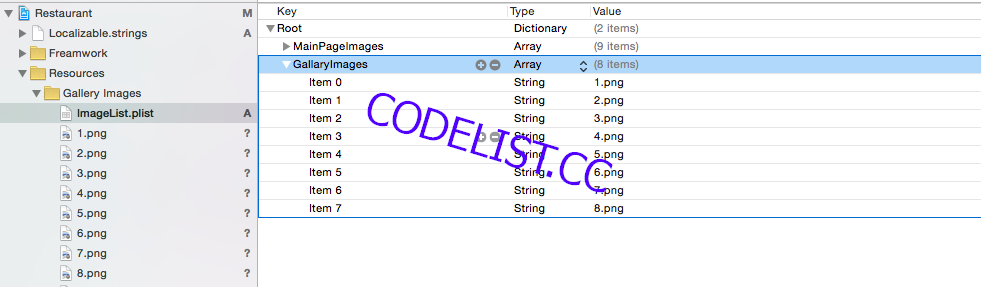 Restaurant M
Localizable.strings A
Freamwork
Resources
Gallery Images
ImageList.plist A
1.png ?
2.png ?
3.png ?
4.png ?
5.png ?
6.png ?
7.png ?
8.png ?
Key Type Value
Root Dictionary (2 items)
MainPageImages Array (9 items)
GallaryImages Array (8 items)
Item 0 String 1.png
Item 1 String 2.png
Item 2 String 3.png
Item 3 String 4.png
Item 4 String 5.png
Item 5 String 6.png
Item 6 String 7.png
Item 7 String 8.png
CODELIST.CC